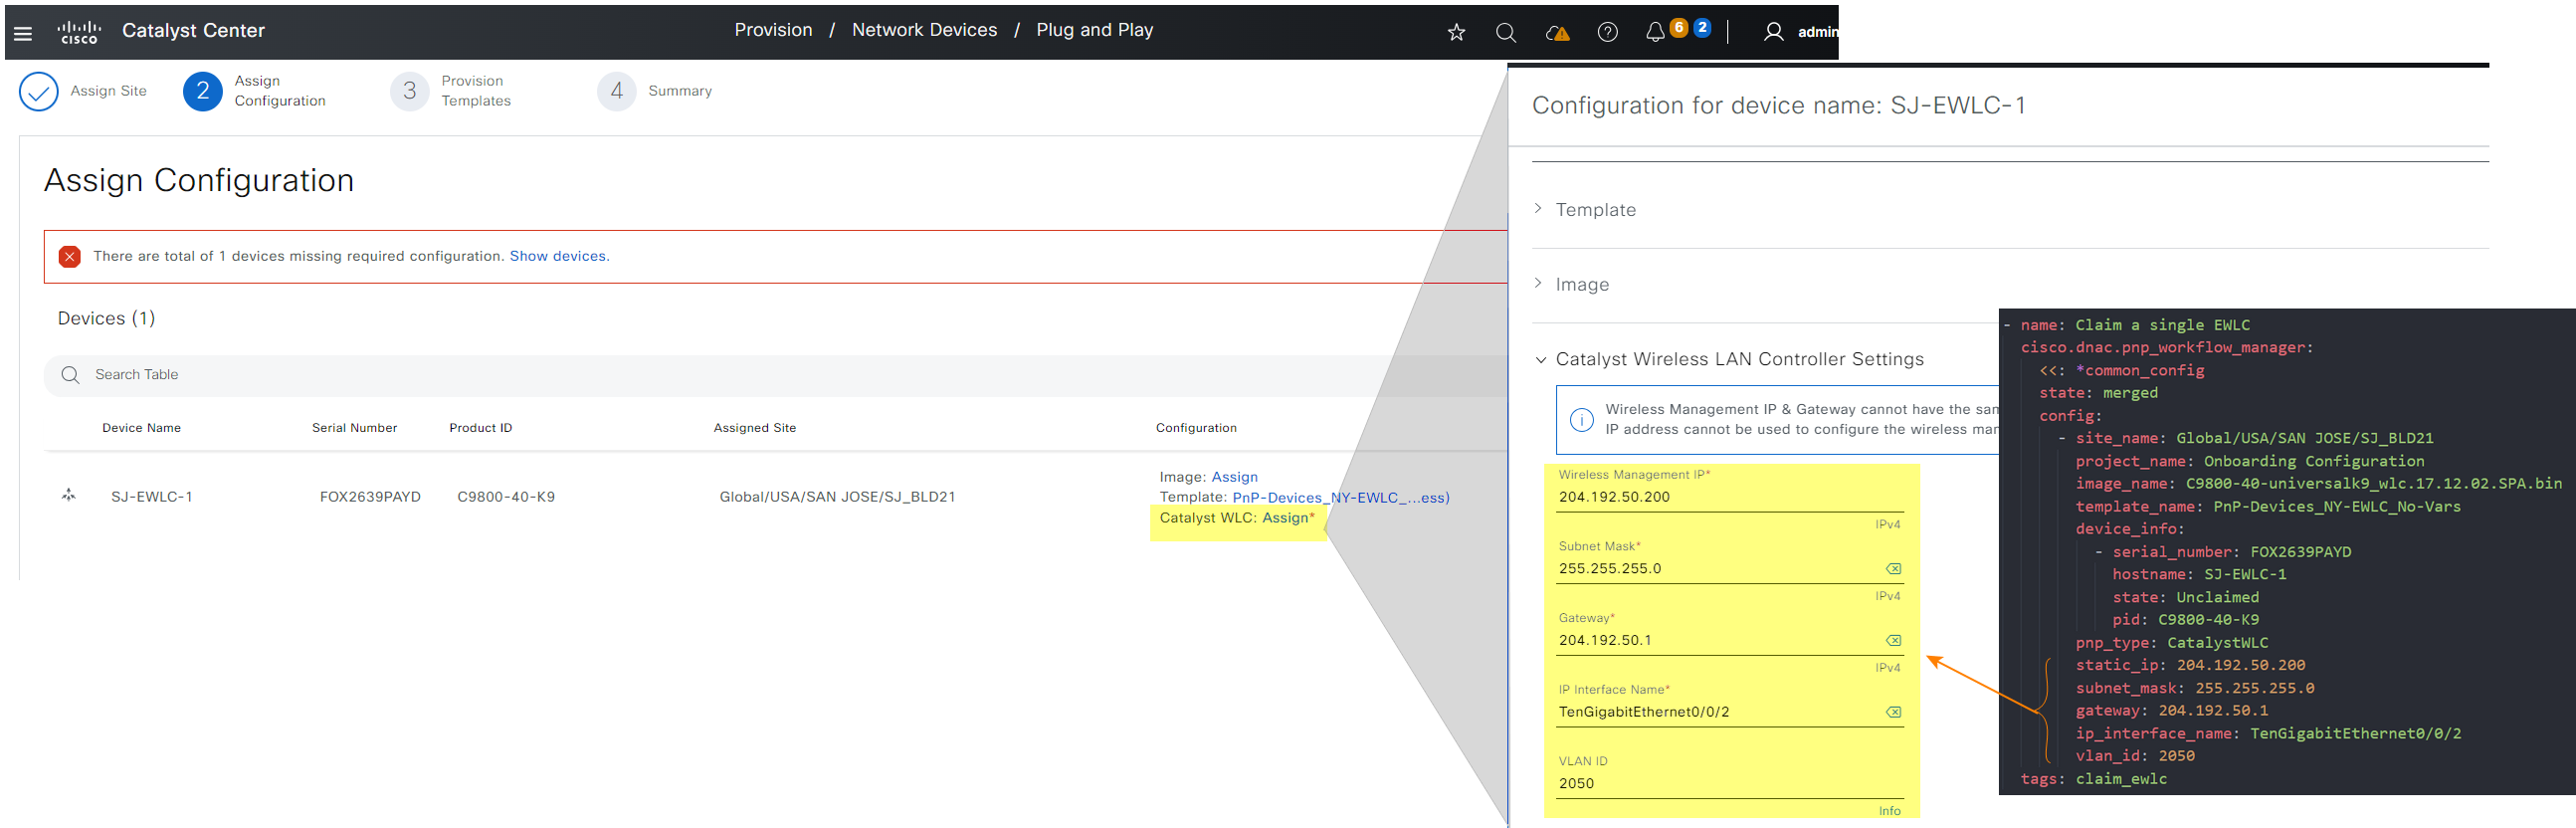 cisco
Catalyst Center
Provision / Network Devices / Plug and Play
6
2
admin
Assign Site
2
Assign
Configuration
3
Provision
Templates
4
Summary
Assign Configuration
There are total of 1 devices missing required configuration. Show devices.
Devices (1)
Search Table
Device Name
Serial Number
Product ID
Assigned Site
Configuration
SJ-EWLC-1
FOX2639PAYD
C9800-40-K9
Global/USA/SAN JOSE/SJ_BLD21
Image: Assign
Template: PnP-Devices_NY-EWLC_...ess)
Catalyst WLC: Assign*
Configuration for device name: SJ-EWLC-1
Template
Image
Catalyst Wireless LAN Controller Settings
Wireless Management IP & Gateway cannot have the
IP address cannot be used to configure the wireless
Wireless Management IP*
204.192.50.200
IPv4
Subnet Mask*
255.255.255.0
IPv4
Gateway*
204.192.50.1
IPv4
IP Interface Name*
TenGigabitEthernet0/0/2
VLAN ID
2050
Info
- name: Claim a single EWLC
cisco.dnac.pnp_workflow_manager:
<<: *common_config
state: merged
config:
- site_name: Global/USA/SAN JOSE/SJ_BLD21
project_name: Onboarding Configuration
image_name: C9800-40-universalk9_wlc.17.12.02.SPA.bin
template_name: PnP-Devices_NY-EWLC_No-Vars
device_info:
- serial_number: FOX2639PAYD
hostname: SJ-EWLC-1
state: Unclaimed
pid: C9800-40-K9
pnp_type: CatalystWLC
static_ip: 204.192.50.200
subnet_mask: 255.255.255.0
gateway: 204.192.50.1
ip_interface_name: TenGigabitEthernet0/0/2
vlan_id: 2050
tags: claim_ewlc